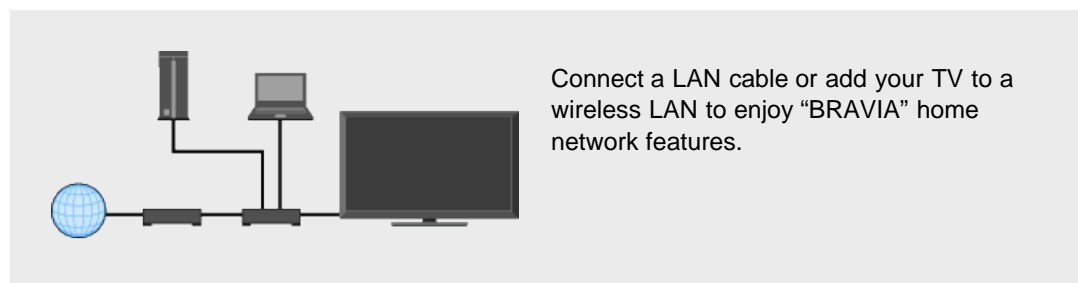 Connect a LAN cable or add your TV to a
wireless LAN to enjoy “BRAVIA” home
network features.